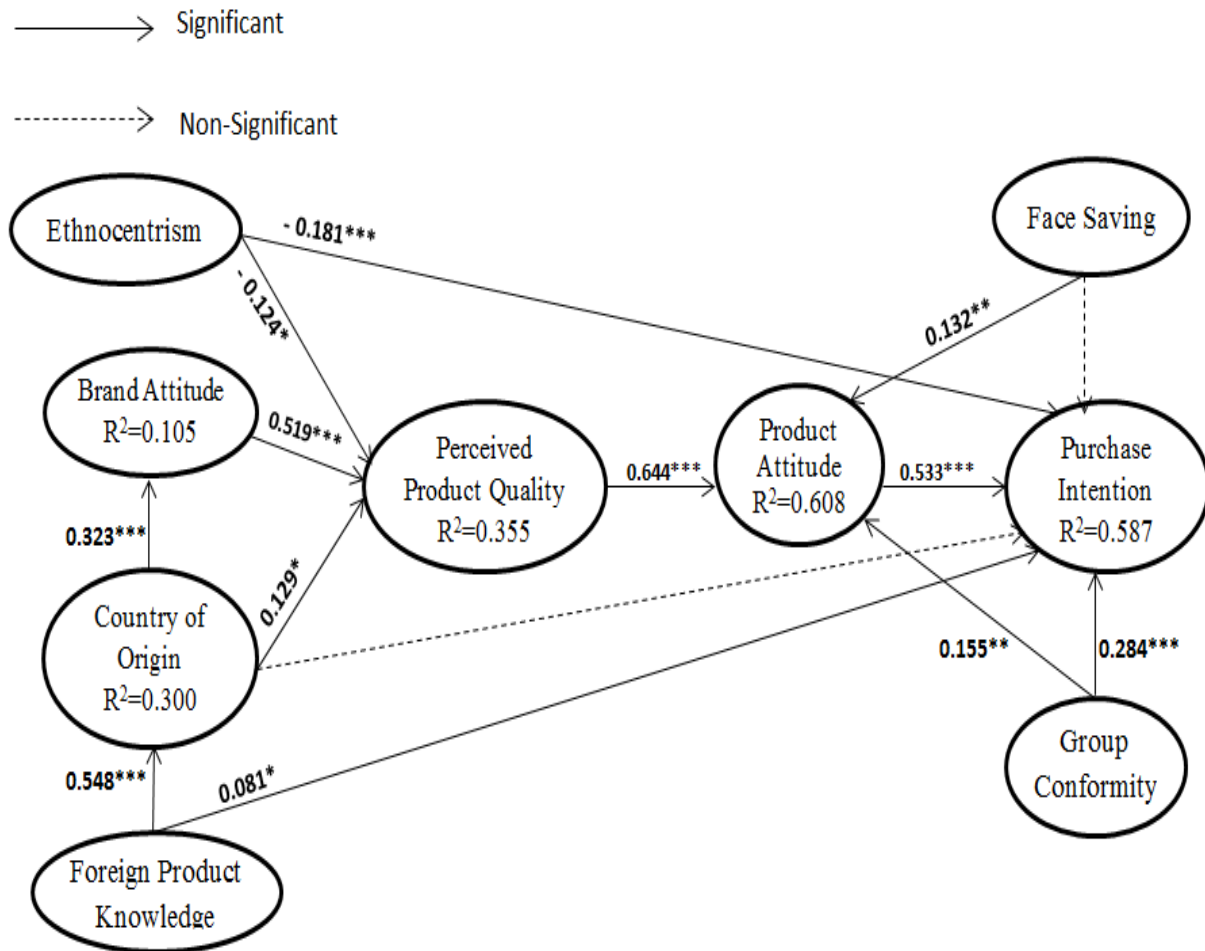 Significant
Non-Significant
Ethnocentrism
Face Saving
- 0.181***
- 0.124*
0.132**
Brand Attitude
R²=0.105
0.519***
Perceived
Product Quality
R²=0.355
0.644***
Product
Attitude
R²=0.608
0.533***
Purchase
Intention
R²=0.587
0.323***
0.129*
Country of
Origin
R²=0.300
0.155**
0.284***
0.548***
0.081*
Group
Conformity
Foreign Product
Knowledge